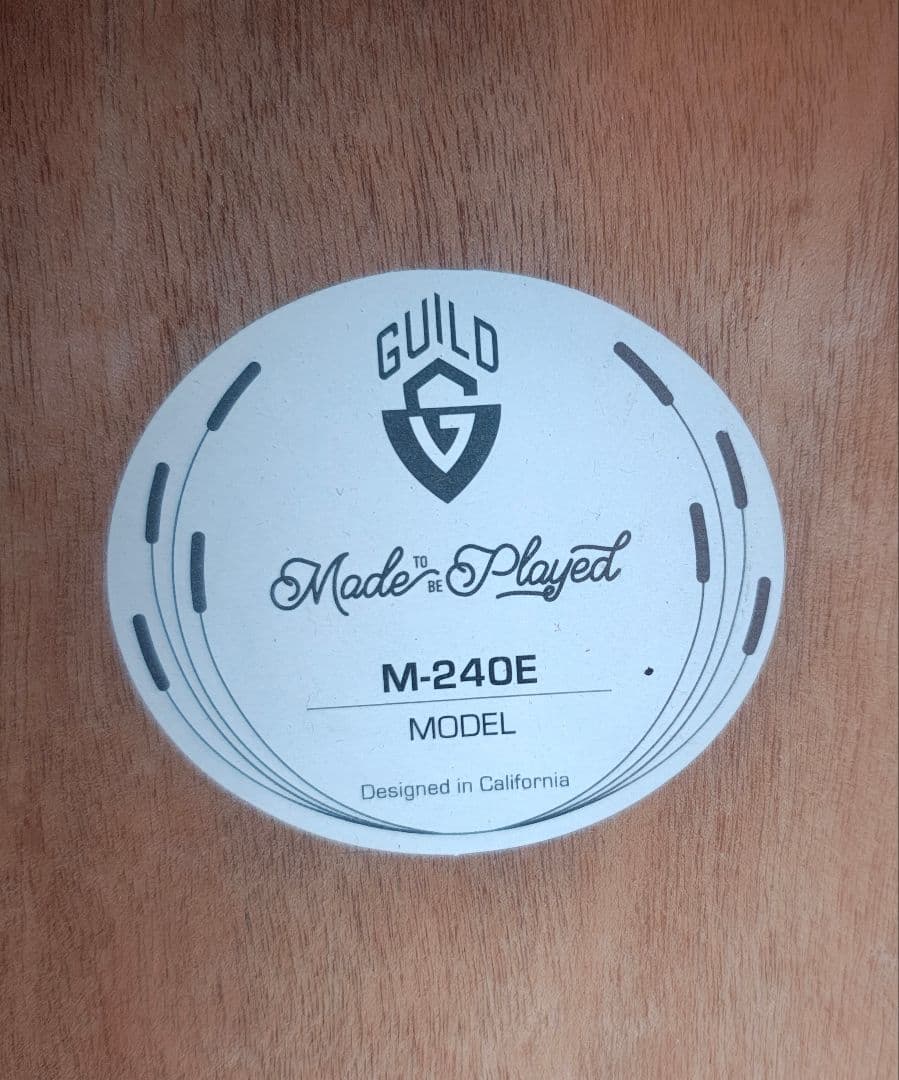 GUILD
G
Made TO BE Played
M-240E
MODEL
Designed in California